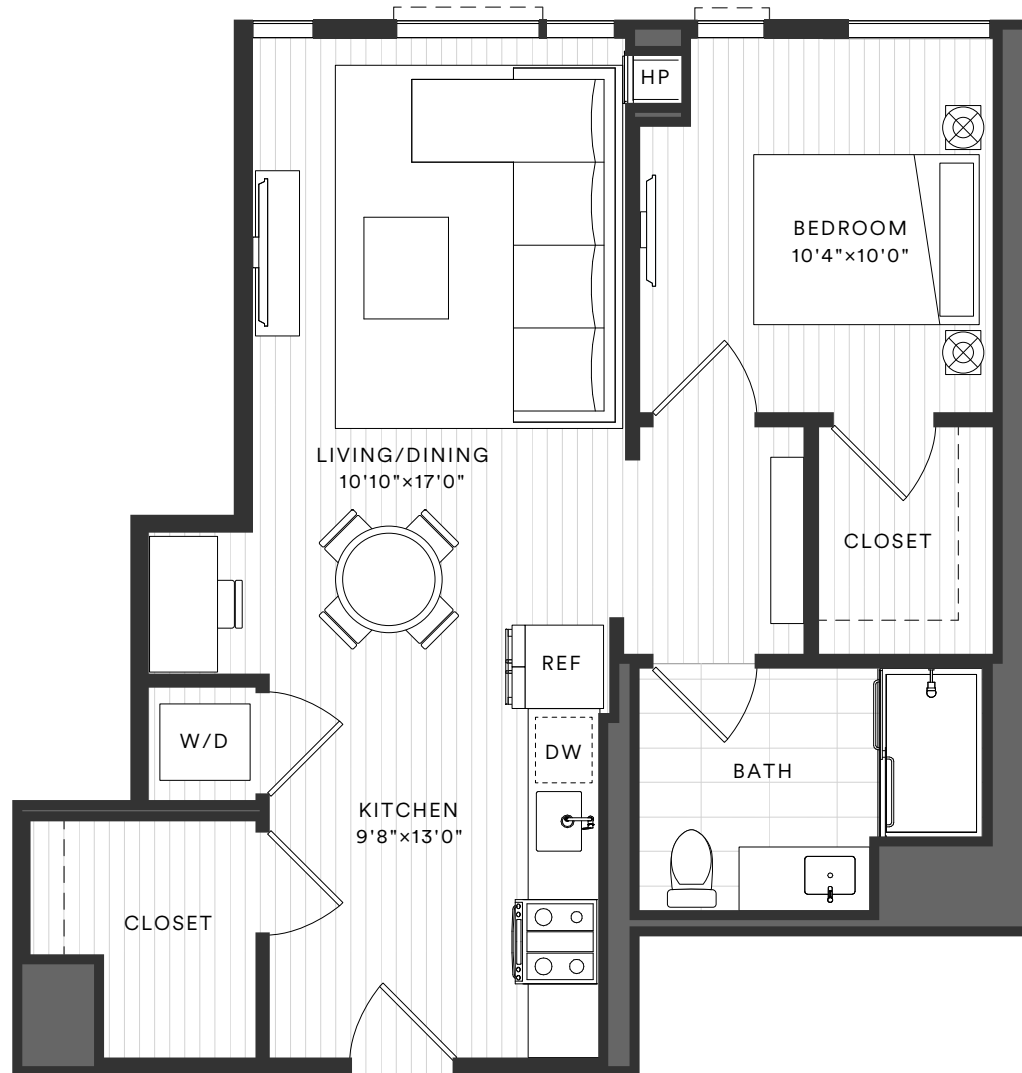 HP
BEDROOM
10'4"×10'0"
LIVING/DINING
10'10"×17'0"
CLOSET
REF
W/D
DW
BATH
KITCHEN
9'8"×13'0"
CLOSET